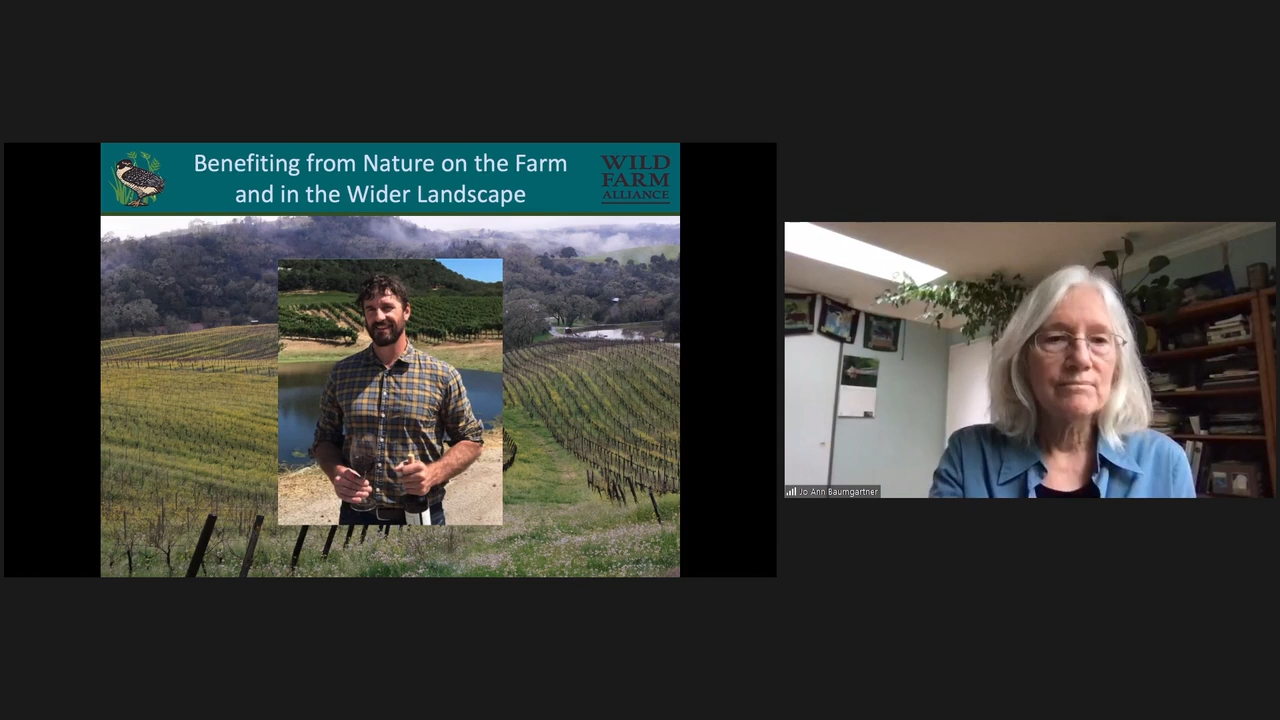 Benefiting from Nature on the Farm
and in the Wider Landscape
WILD
FARM
ALLIANCE
Jo Ann Baumgartner